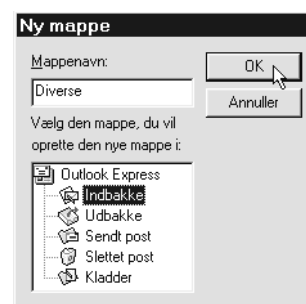 Ny mappe
Mappenavn:
Diverse
OK
Annuller
Vælg den mappe, du vil
oprette den nye mappe i:
Outlook Express
Indbakke
Udbakke
Sendt post
Slettet post
Kladder